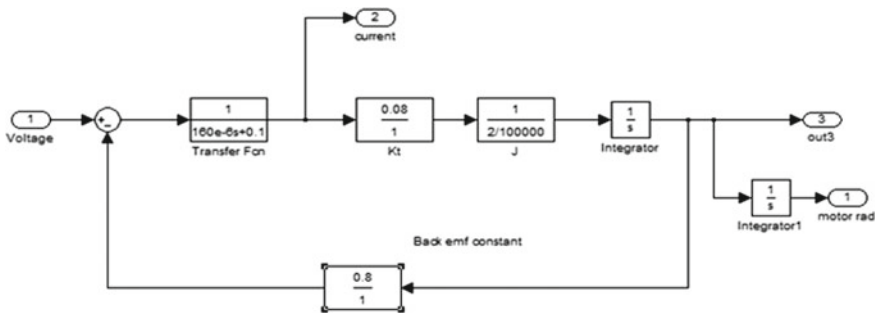 2
current
1
Voltage
+
-
1
160e-6s+0.1
Transfer Fcn
0.08
1
Kt
1
2/100000
J
1
s
Integrator
3
out3
1
s
Integrator1
1
motor rad
Back emf constant
0.8
1